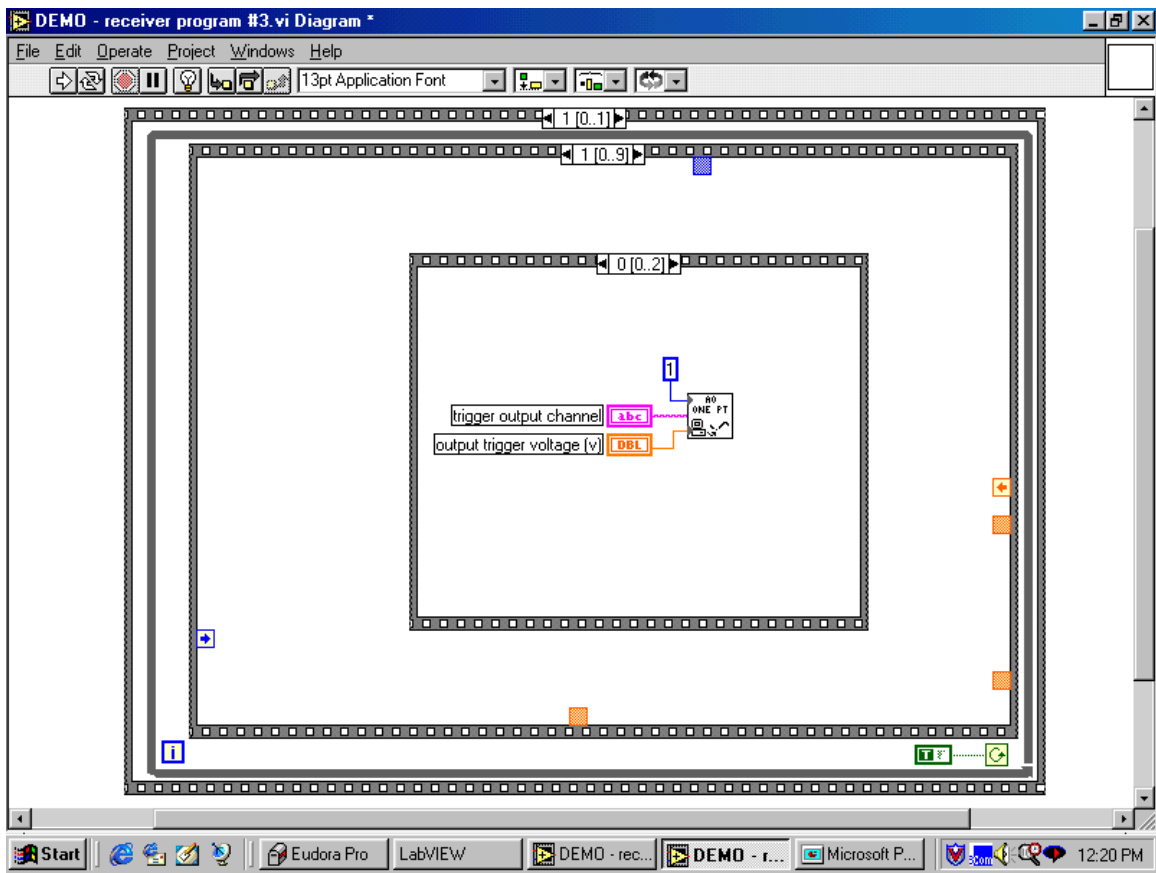 DEMO - receiver program #3.vi Diagram *
File Edit Operate Project Windows Help
13pt Application Font
1 [0..1]
1 [0..9]
0 [0..2]
1
AO
ONE PT
trigger output channel
abc
output trigger voltage (v)
DBL
i
T
Start
Eudora Pro
LabVIEW
DEMO - rec...
DEMO - r...
Microsoft P...
.com
12:20 PM